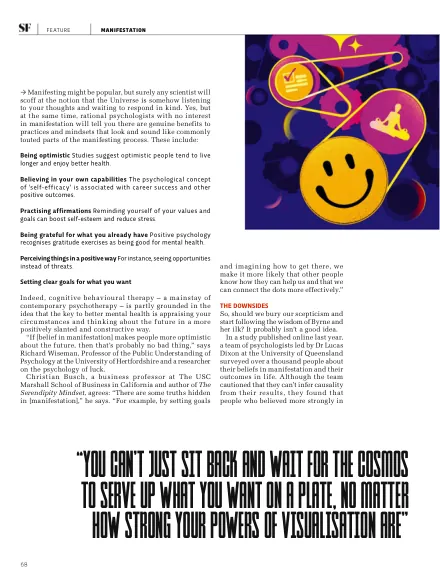 SF FEATURE MANIFESTATION
→ Manifesting might be popular, but surely any scientist will
scoff at the notion that the Universe is somehow listening
to your thoughts and waiting to respond in kind. Yes, but
at the same time, rational psychologists with no interest
in manifestation will tell you there are genuine benefits to
practices and mindsets that look and sound like commonly
touted parts of the manifesting process. These include:
Being optimistic Studies suggest optimistic people tend to live
longer and enjoy better health.
Believing in your own capabilities The psychological concept
of ‘self-efficacy’ is associated with career success and other
positive outcomes.
Practising affirmations Reminding yourself of your values and
goals can boost self-esteem and reduce stress.
Being grateful for what you already have Positive psychology
recognises gratitude exercises as being good for mental health.
Perceiving things in a positive way For instance, seeing opportunities
instead of threats.
Setting clear goals for what you want
Indeed, cognitive behavioural therapy – a mainstay of
contemporary psychotherapy – is partly grounded in the
idea that the key to better mental health is appraising your
circumstances and thinking about the future in a more
positively slanted and constructive way.
“If [belief in manifestation] makes people more optimistic
about the future, then that’s probably no bad thing,” says
Richard Wiseman, Professor of the Public Understanding of
Psychology at the University of Hertfordshire and a researcher
on the psychology of luck.
Christian Busch, a business professor at The USC
Marshall School of Business in California and author of The
Serendipity Mindset, agrees: “There are some truths hidden
in [manifestation],” he says. “For example, by setting goals
and imagining how to get there, we
make it more likely that other people
know how they can help us and that we
can connect the dots more effectively.”
THE DOWNSIDES
So, should we bury our scepticism and
start following the wisdom of Byrne and
her ilk? It probably isn’t a good idea.
In a study published online last year,
a team of psychologists led by Dr Lucas
Dixon at the University of Queensland
surveyed over a thousand people about
their beliefs in manifestation and their
outcomes in life. Although the team
cautioned that they can’t infer causality
from their results, they found that
people who believed more strongly in
“YOU CAN’T JUST SIT BACK AND WAIT FOR THE COSMOS
TO SERVE UP WHAT YOU WANT ON A PLATE, NO MATTER
HOW STRONG YOUR POWERS OF VISUALISATION ARE”
68